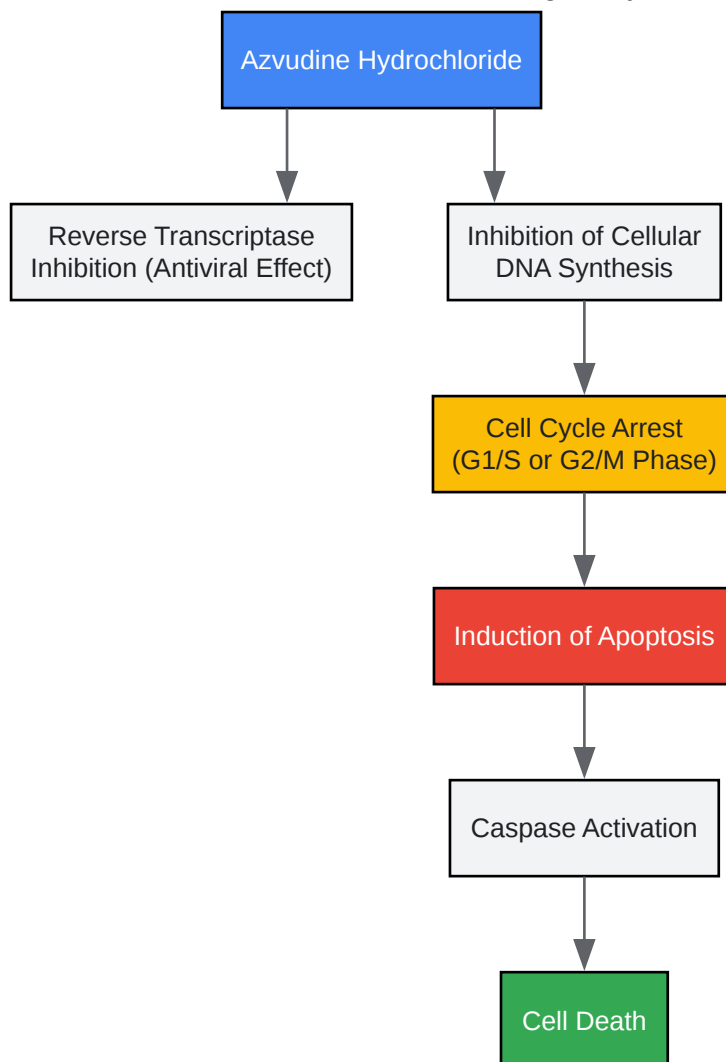 Azvudine Hydrochloride
Reverse Transcriptase
Inhibition (Antiviral Effect)
Inhibition of Cellular
DNA Synthesis
Cell Cycle Arrest
(G1/S or G2/M Phase)
Induction of Apoptosis
Caspase Activation
Cell Death